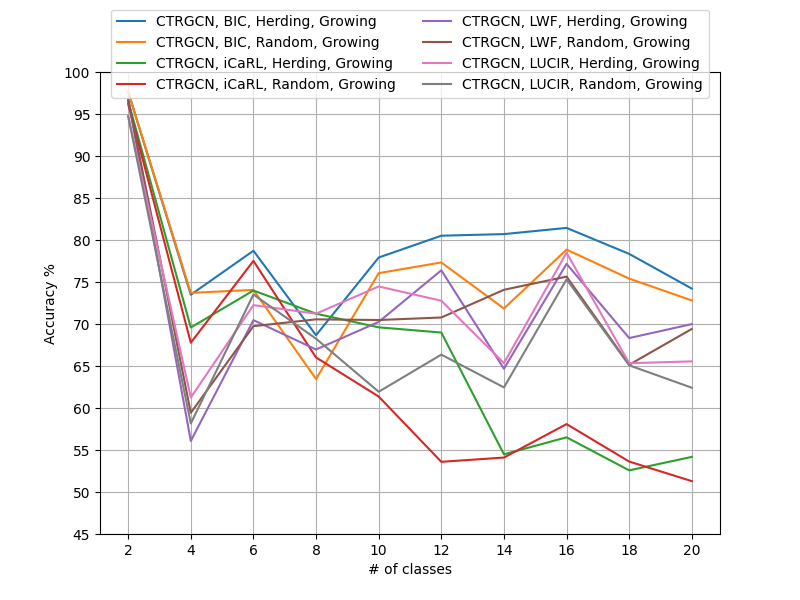 CTRGCN, BIC, Herding, Growing
CTRGCN, BIC, Random, Growing
CTRGCN, iCaRL, Herding, Growing
CTRGCN, iCaRL, Random, Growing
CTRGCN, LWF, Herding, Growing
CTRGCN, LWF, Random, Growing
CTRGCN, LUCIR, Herding, Growing
CTRGCN, LUCIR, Random, Growing
100
95
90
85
80
75
70
65
60
55
50
45
Accuracy %
2 4 6 8 10 12 14 16 18 20
# of classes